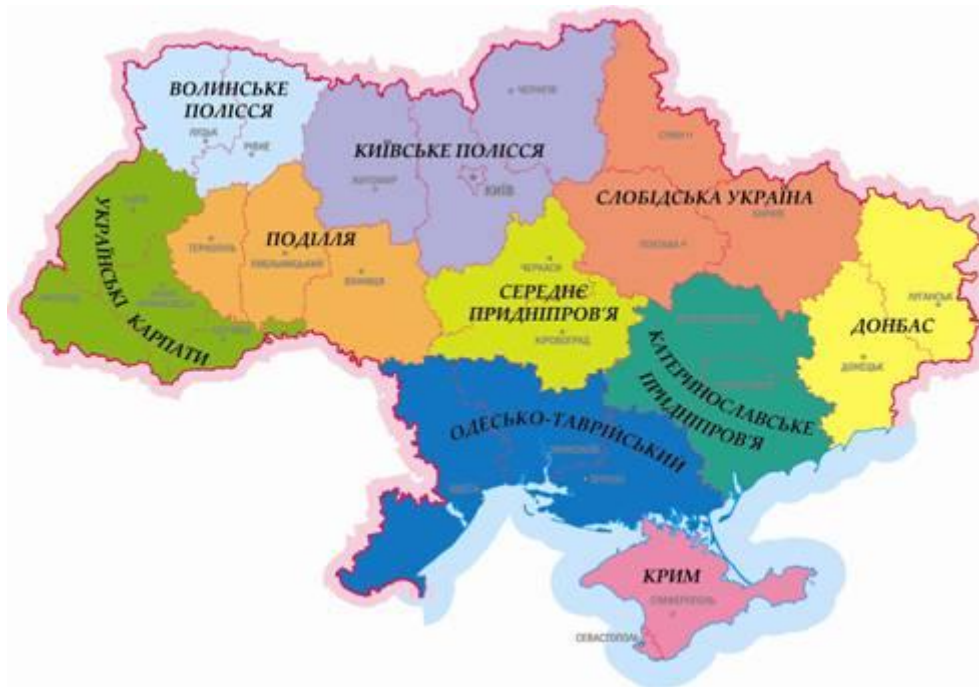 ВОЛИНСЬКЕ
ПОЛІССЯ
ЛУЦЬК
РІВНЕ
ЧЕРНІГІВ
КИЇВСЬКЕ ПОЛІССЯ
ЖИТОМИР
КИЇВ
СУМИ
СЛОБІДСЬКА УКРАЇНА
ХАРКІВ
ПОЛТАВА
УКРАЇНСЬКІ КАРПАТИ
ТЕРНОПІЛЬ
ПОДІЛЛЯ
ХМЕЛЬНИЦЬКИЙ
ВІННИЦЯ
ЧЕРКАСИ
СЕРЕДНЄ
ПРИДНІПРОВ'Я
КІРОВОГРАД
ЛУГАНСЬК
ДОНБАС
ДОНЕЦЬК
КАТЕРИНОСЛАВСЬКЕ
ПРИДНІПРОВ'Я
ОДЕСЬКО-ТАВРІЙСЬКИЙ
КРИМ
СІМФЕРОПОЛЬ
СЕВАСТОПОЛЬ